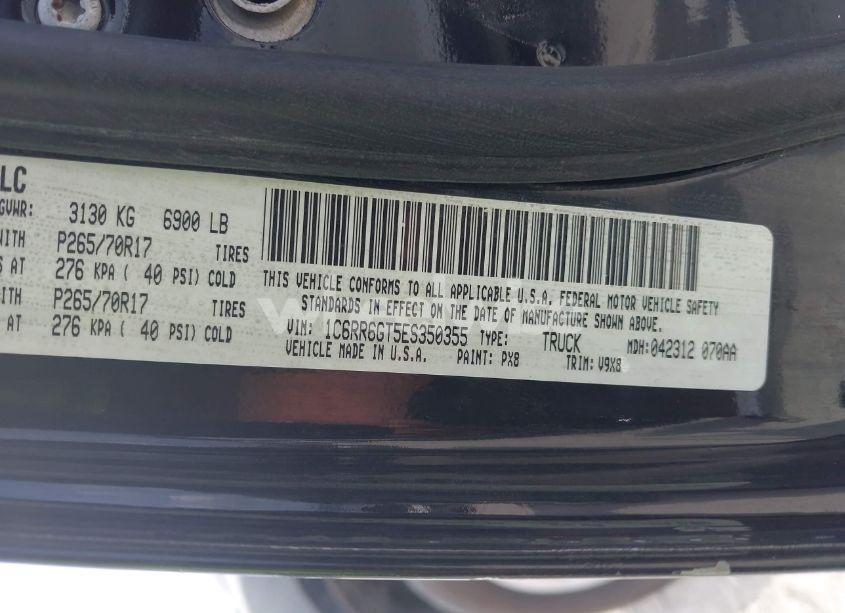 LC
GVWR: 3130 KG 6900 LB
WITH P265/70R17 TIRES
S AT 276 KPA ( 40 PSI) COLD
WITH P265/70R17 TIRES
AT 276 KPA ( 40 PSI) COLD
THIS VEHICLE CONFORMS TO ALL APPLICABLE U.S.A. FEDERAL MOTOR VEHICLE SAFETY
STANDARDS IN EFFECT ON THE DATE OF MANUFACTURE SHOWN ABOVE.
VIN: 1C6RR6GT5ES350355 TYPE: TRUCK MDH:042312 070AA
VEHICLE MADE IN U.S.A. PAINT: PX8 TRIM: V9X8